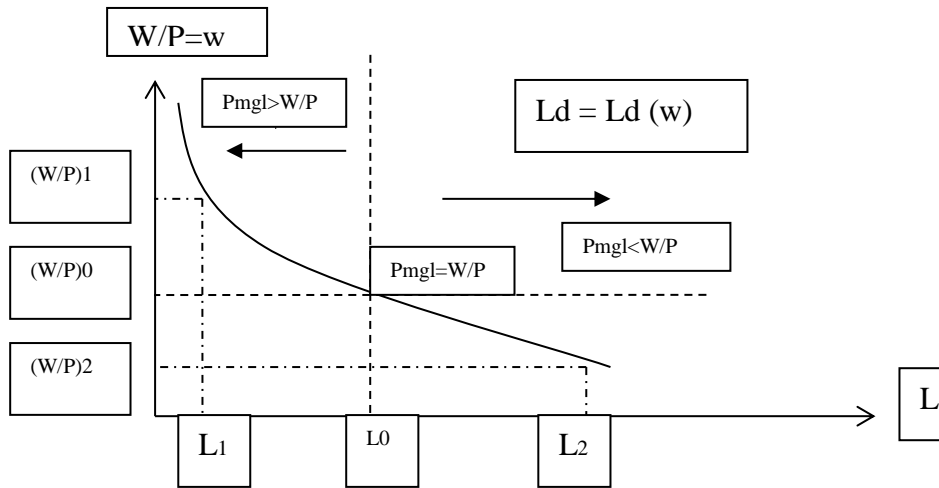 W/P=w
Pmgl>W/P
Ld = Ld (w)
(W/P)1
Pmgl<W/P
(W/P)0
Pmgl=W/P
(W/P)2
L1
L0
L2
L